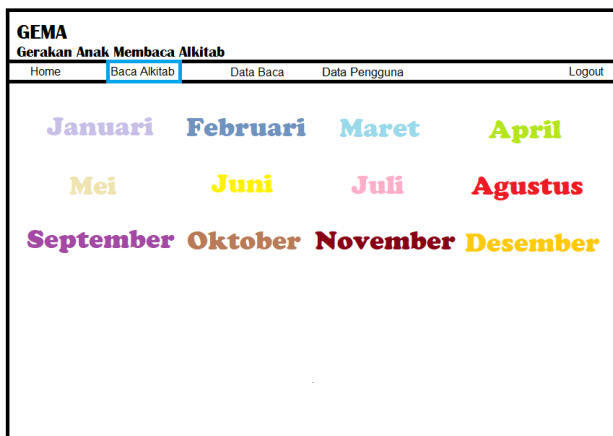 GEMA
Gerakan Anak Membaca Alkitab
Home Baca Alkitab Data Baca Data Pengguna Logout
Januari Februari Maret April
Mei Juni Juli Agustus
September Oktober November Desember